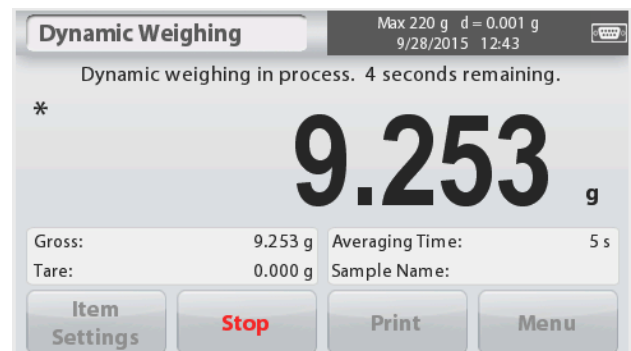 Dynamic Weighing
Max 220 g d = 0.001 g
9/28/2015 12:43
Dynamic weighing in process. 4 seconds remaining.
*
9.253 g
Gross: 9.253 g
Tare: 0.000 g
Averaging Time: 5 s
Sample Name:
Item
Settings
Stop
Print
Menu